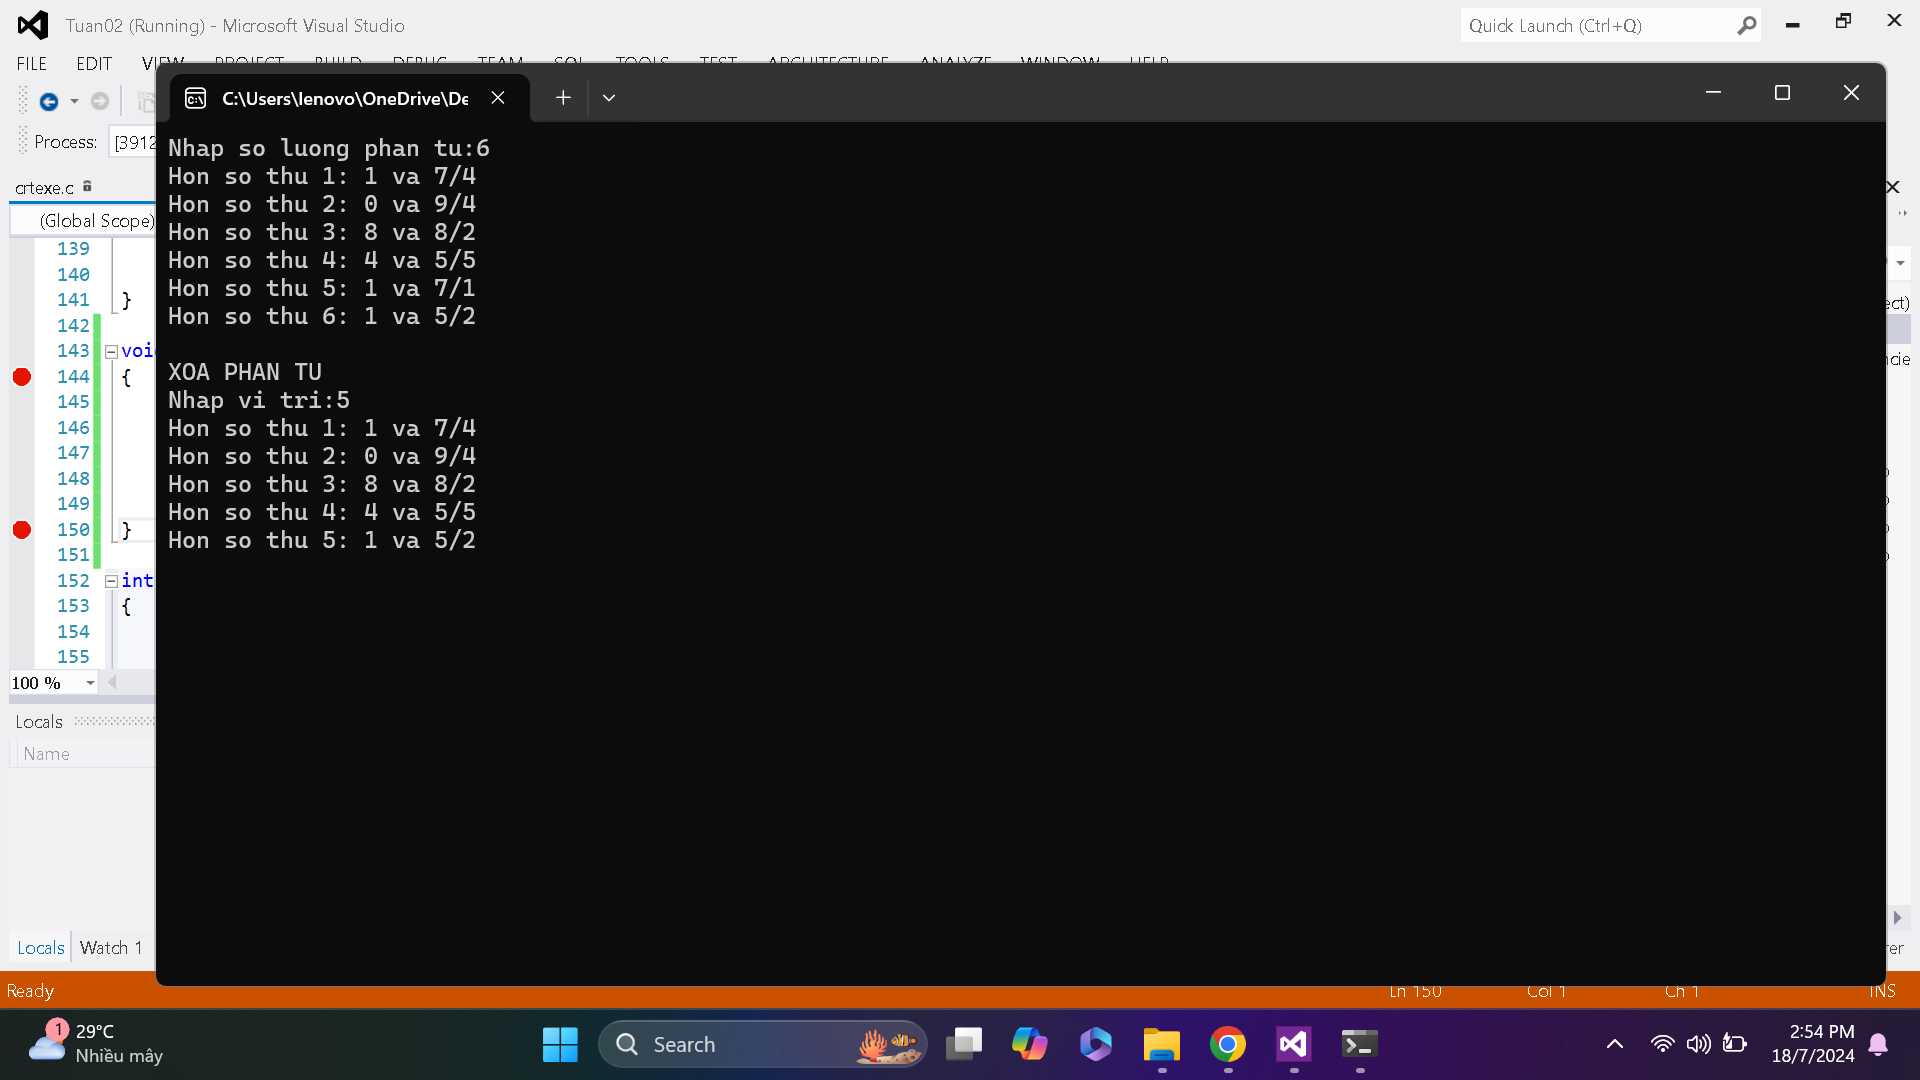 Tuan02 (Running) - Microsoft Visual Studio
Quick Launch (Ctrl+Q)
FILE EDIT VIEW PROJECT BUILD DEBUG TEAM SQL TOOLS TEST ARCHITECTURE ANALYZE WINDOW HELP
C:\Users\lenovo\OneDrive\De
Process: [3912
crtexe.c
(Global Scope)
Nhap so luong phan tu:6
Hon so thu 1: 1 va 7/4
Hon so thu 2: 0 va 9/4
Hon so thu 3: 8 va 8/2
Hon so thu 4: 4 va 5/5
Hon so thu 5: 1 va 7/1
Hon so thu 6: 1 va 5/2
XOA PHAN TU
Nhap vi tri:5
Hon so thu 1: 1 va 7/4
Hon so thu 2: 0 va 9/4
Hon so thu 3: 8 va 8/2
Hon so thu 4: 4 va 5/5
Hon so thu 5: 1 va 5/2
139
140
141 }
142
143 voi
144 {
145
146
147
148
149
150 }
151
152 int
153 {
154
155
ect)
ncie
100 %
Locals
Name
Locals Watch 1
rer
Ready
Ln 150 Col 1 Ch 1 INS
1
29°C
Nhiều mây
Search
2:54 PM
18/7/2024